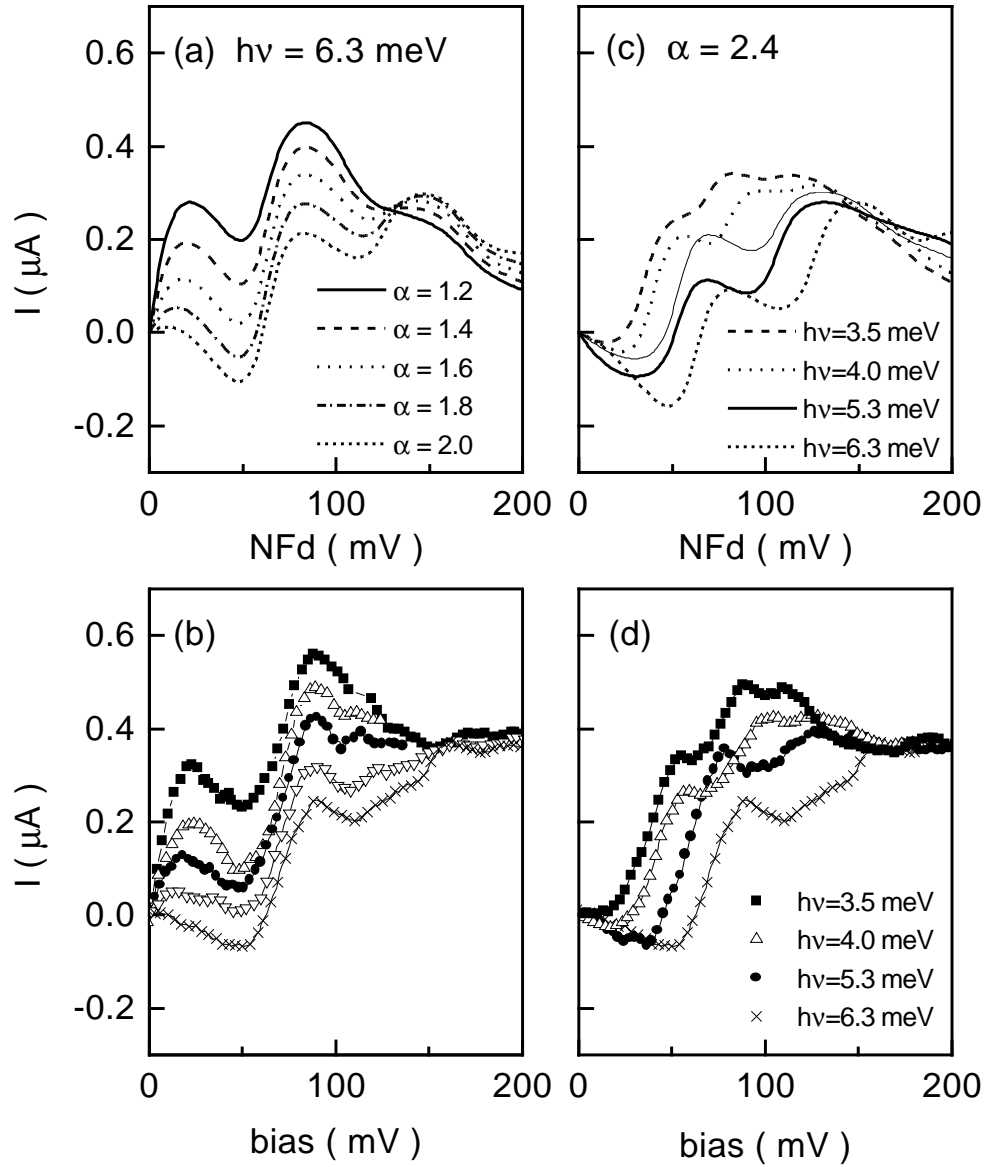 (a) hν = 6.3 meV
I ( μA )
0.6
0.4
0.2
0.0
-0.2
α = 1.2
α = 1.4
α = 1.6
α = 1.8
α = 2.0
0 100 200
NFd ( mV )
(c) α = 2.4
hν=3.5 meV
hν=4.0 meV
hν=5.3 meV
hν=6.3 meV
0 100 200
NFd ( mV )
(b)
I ( μA )
0.6
0.4
0.2
0.0
-0.2
0 100 200
bias ( mV )
(d)
hν=3.5 meV
hν=4.0 meV
hν=5.3 meV
hν=6.3 meV
0 100 200
bias ( mV )